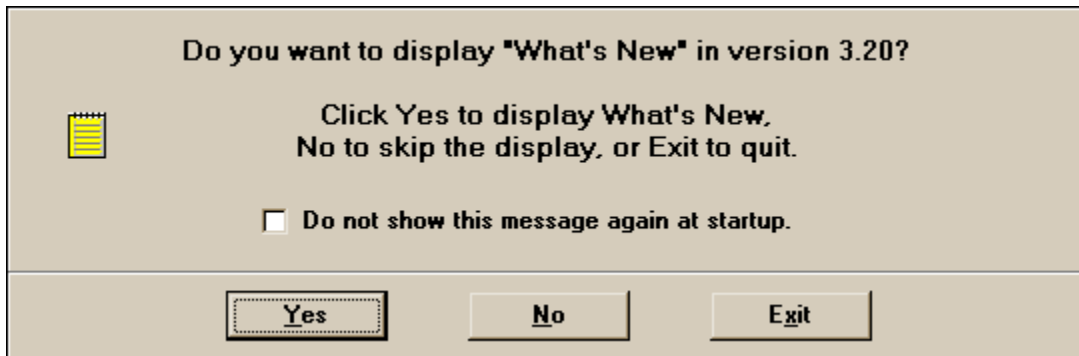 Do you want to display "What's New" in version 3.20?
Click Yes to display What's New,
No to skip the display, or Exit to quit.
Do not show this message again at startup.
Yes No Exit